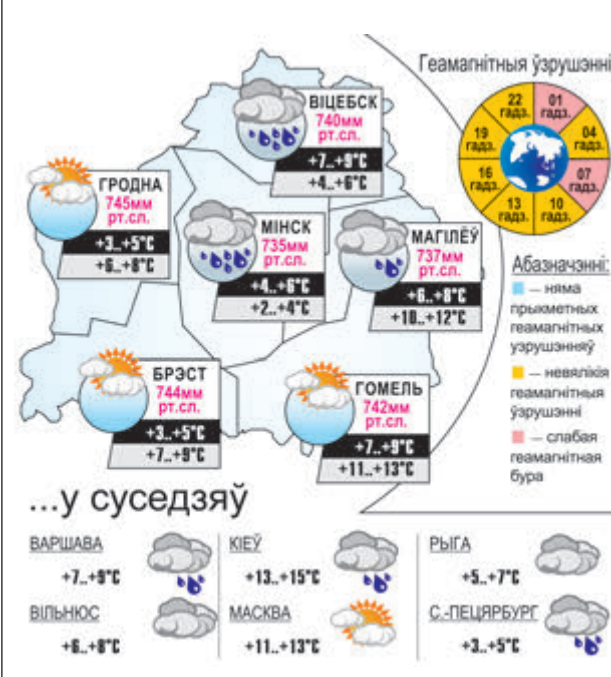 Геамагнітныя ўзрушэнні
22 гадз.
01 гадз.
04 гадз.
07 гадз.
10 гадз.
13 гадз.
16 гадз.
19 гадз.
ВІЦЕБСК
740мм
рт.сл.
+7..+9°C
+4..+6°C
ГРОДНА
745мм
рт.сл.
+3..+5°C
+6..+8°C
МІНСК
735мм
рт.сл.
+4..+6°C
+2..+4°C
МАГІЛЁЎ
737мм
рт.сл.
+6..+8°C
+10..+12°C
БРЭСТ
744мм
рт.сл.
+3..+5°C
+7..+9°C
ГОМЕЛЬ
742мм
рт.сл.
+7..+9°C
+11..+13°C
Абазначэнні:
– няма
прыкметных
геамагнітных
узрушэнняў
– невялікія
геамагнітныя
ўзрушэнні
– слабая
геамагнітная
бура
...у суседзяў
ВАРШАВА
+7..+9°C
КІЕЎ
+13..+15°C
РЫГА
+5..+7°C
ВІЛЬНЮС
+6..+8°C
МАСКВА
+11..+13°C
С.-ПЕЦЯРБУРГ
+3..+5°C